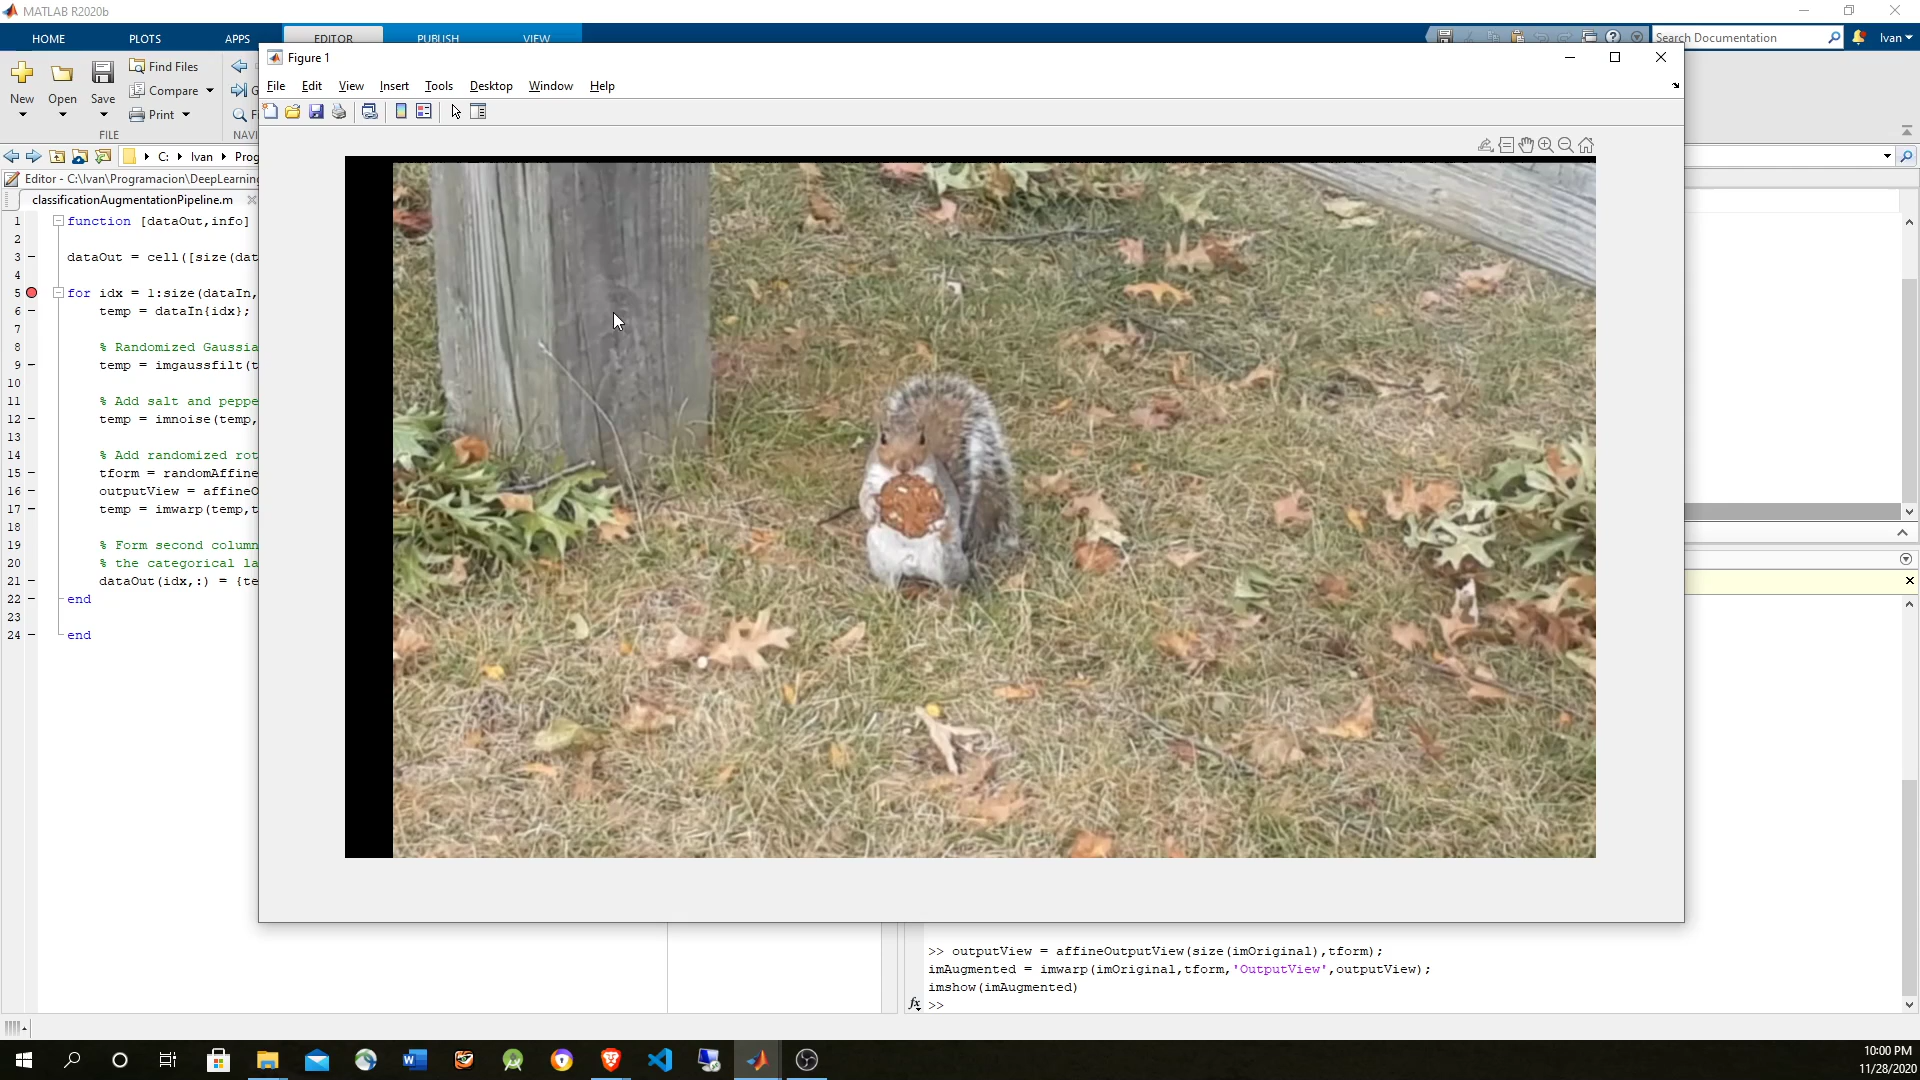 MATLAB R2020b
HOME PLOTS APPS EDITOR PUBLISH VIEW
Search Documentation
Ivan
Figure 1
File Edit View Insert Tools Desktop Window Help
New Open Save
Find Files
Compare
Print
FILE
NAVI
C: Ivan Prog
Editor - C:\Ivan\Programacion\DeepLearning
classificationAugmentationPipeline.m
1 function [dataOut,info]
2
3 dataOut = cell([size(dat
4
5 for idx = 1:size(dataIn,
6 temp = dataIn{idx};
7
8 % Randomized Gaussia
9 temp = imgaussfilt(t
10
11 % Add salt and peppe
12 temp = imnoise(temp,
13
14 % Add randomized rot
15 tform = randomAffine
16 outputView = affineO
17 temp = imwarp(temp,t
18
19 % Form second column
20 % the categorical la
21 dataOut(idx,:) = {te
22 end
23
24 end
>> outputView = affineOutputView(size(imOriginal),tform);
imAugmented = imwarp(imOriginal,tform,'OutputView',outputView);
imshow(imAugmented)
fx >>
10:00 PM
11/28/2020